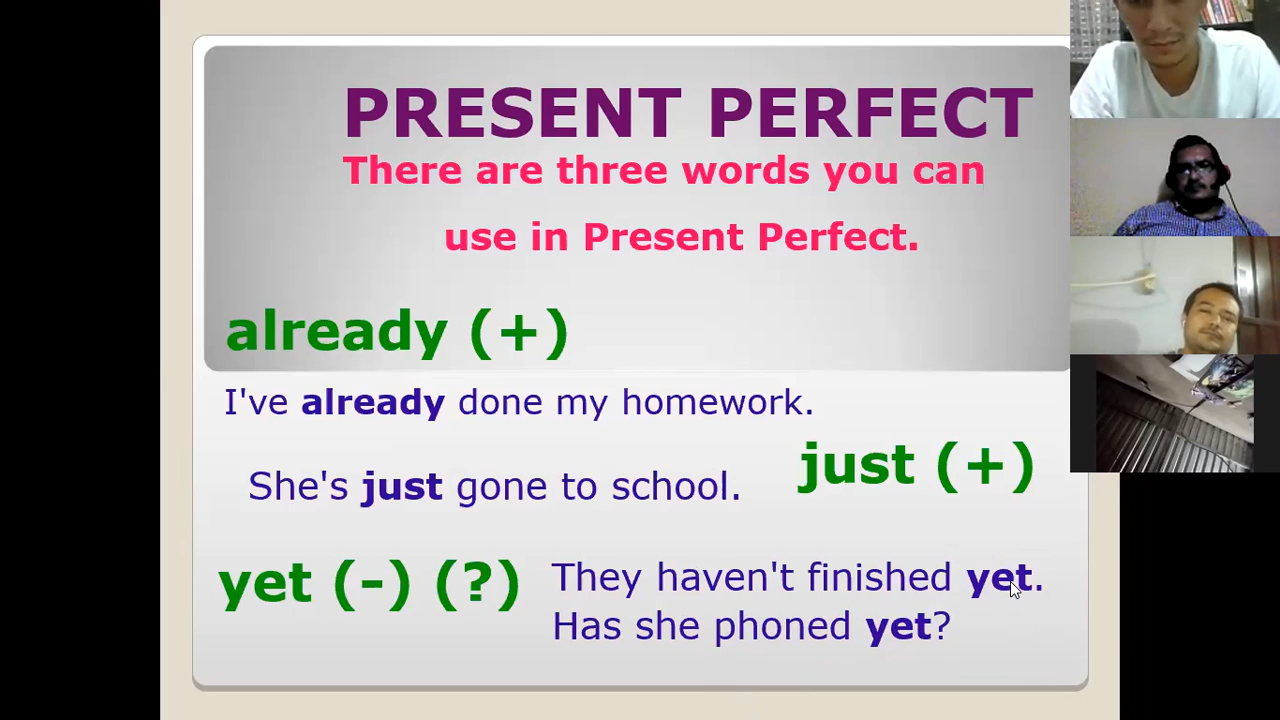 PRESENT PERFECT
There are three words you can
use in Present Perfect.
already (+)
I've already done my homework.
just (+)
She's just gone to school.
yet (-) (?)
They haven't finished yet.
Has she phoned yet?